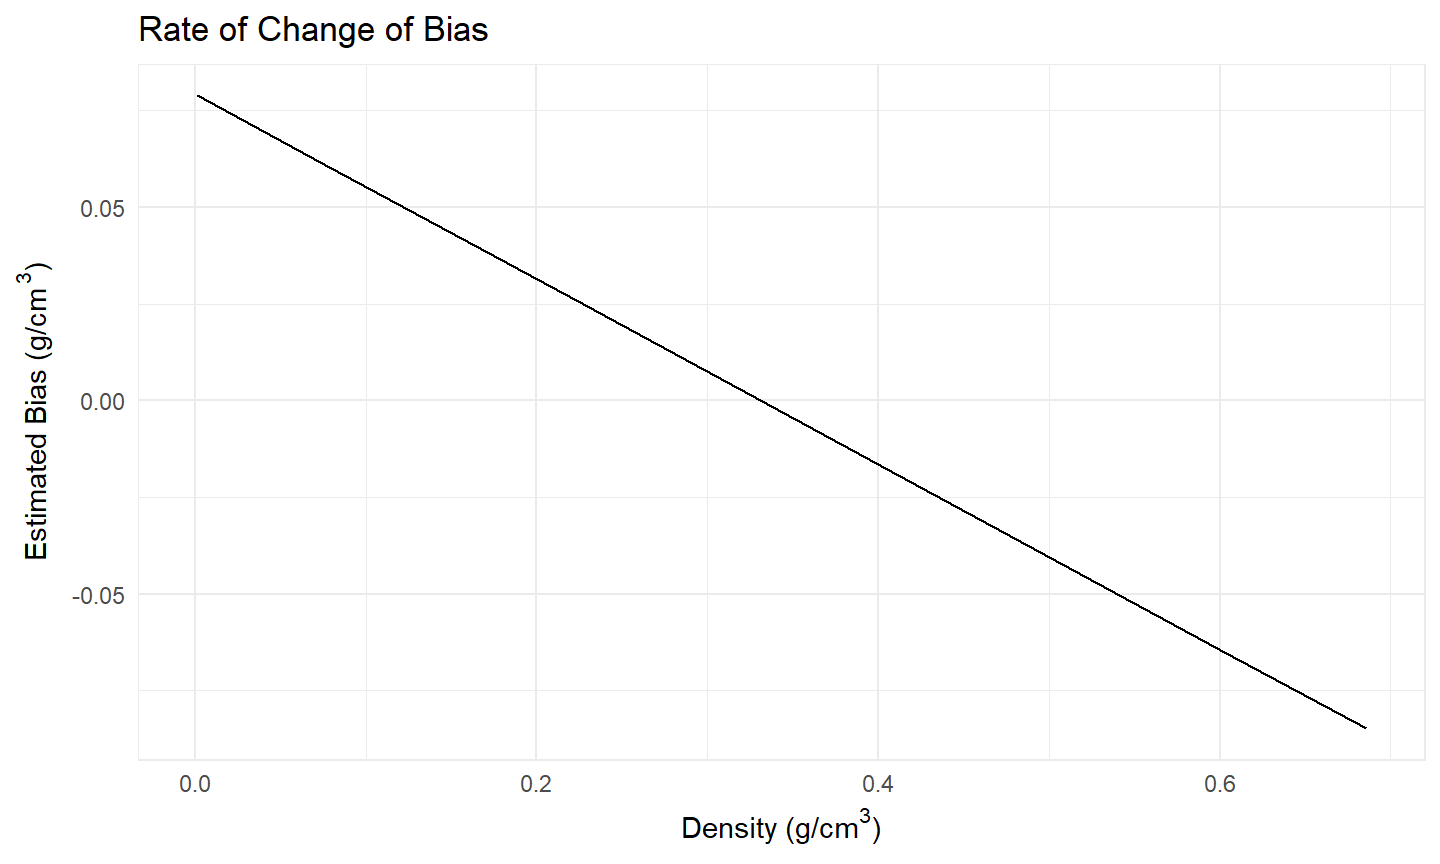 Rate of Change of Bias
Estimated Bias (g/cm³)
0.05
0.00
-0.05
0.0 0.2 0.4 0.6
Density (g/cm³)